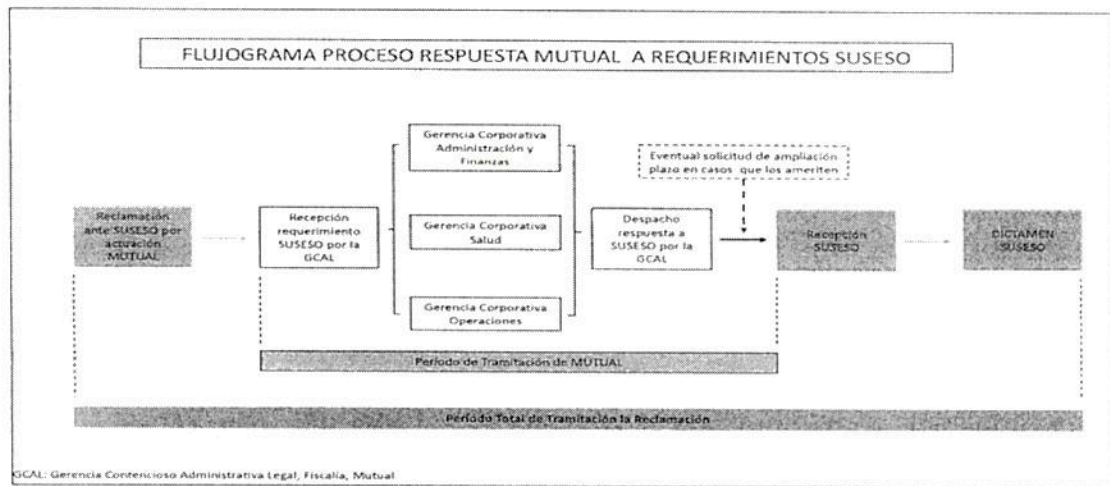 FLUJOGRAMA PROCESO RESPUESTA MUTUAL A REQUERIMIENTOS SUSESO
Gerencia Corporativa
Administración y
Finanzas
Eventual solicitud de ampliación
plazo en casos que los ameriten
Reclamación
ante SUSESO por
actuación
MUTUAL
Recepción
requerimiento
SUSESO por la
GCAL
Gerencia Corporativa
Salud
Despacho
respuesta a
SUSESO por la
GCAL
Recepción
SUSESO
DICTAMEN
SUSESO
Gerencia Corporativa
Operaciones
Período de Tramitación de MUTUAL
Período Total de Tramitación la Reclamación
GCAL: Gerencia Contencioso Administrativa Legal, Fiscalía, Mutual